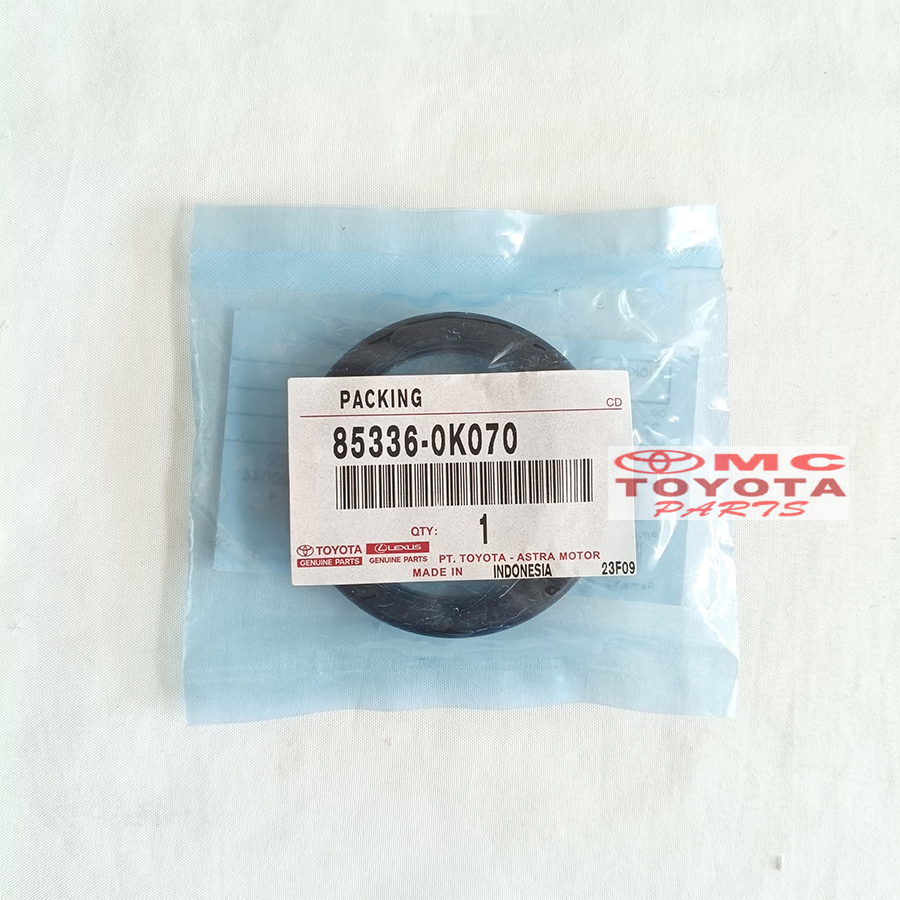 PACKING
CD
85336-0K070
QTY: 1
TOYOTA
GENUINE PARTS
LEXUS
GENUINE PARTS
PT. TOYOTA - ASTRA MOTOR
MADE IN INDONESIA 23F09
MC
TOYOTA
PARTS